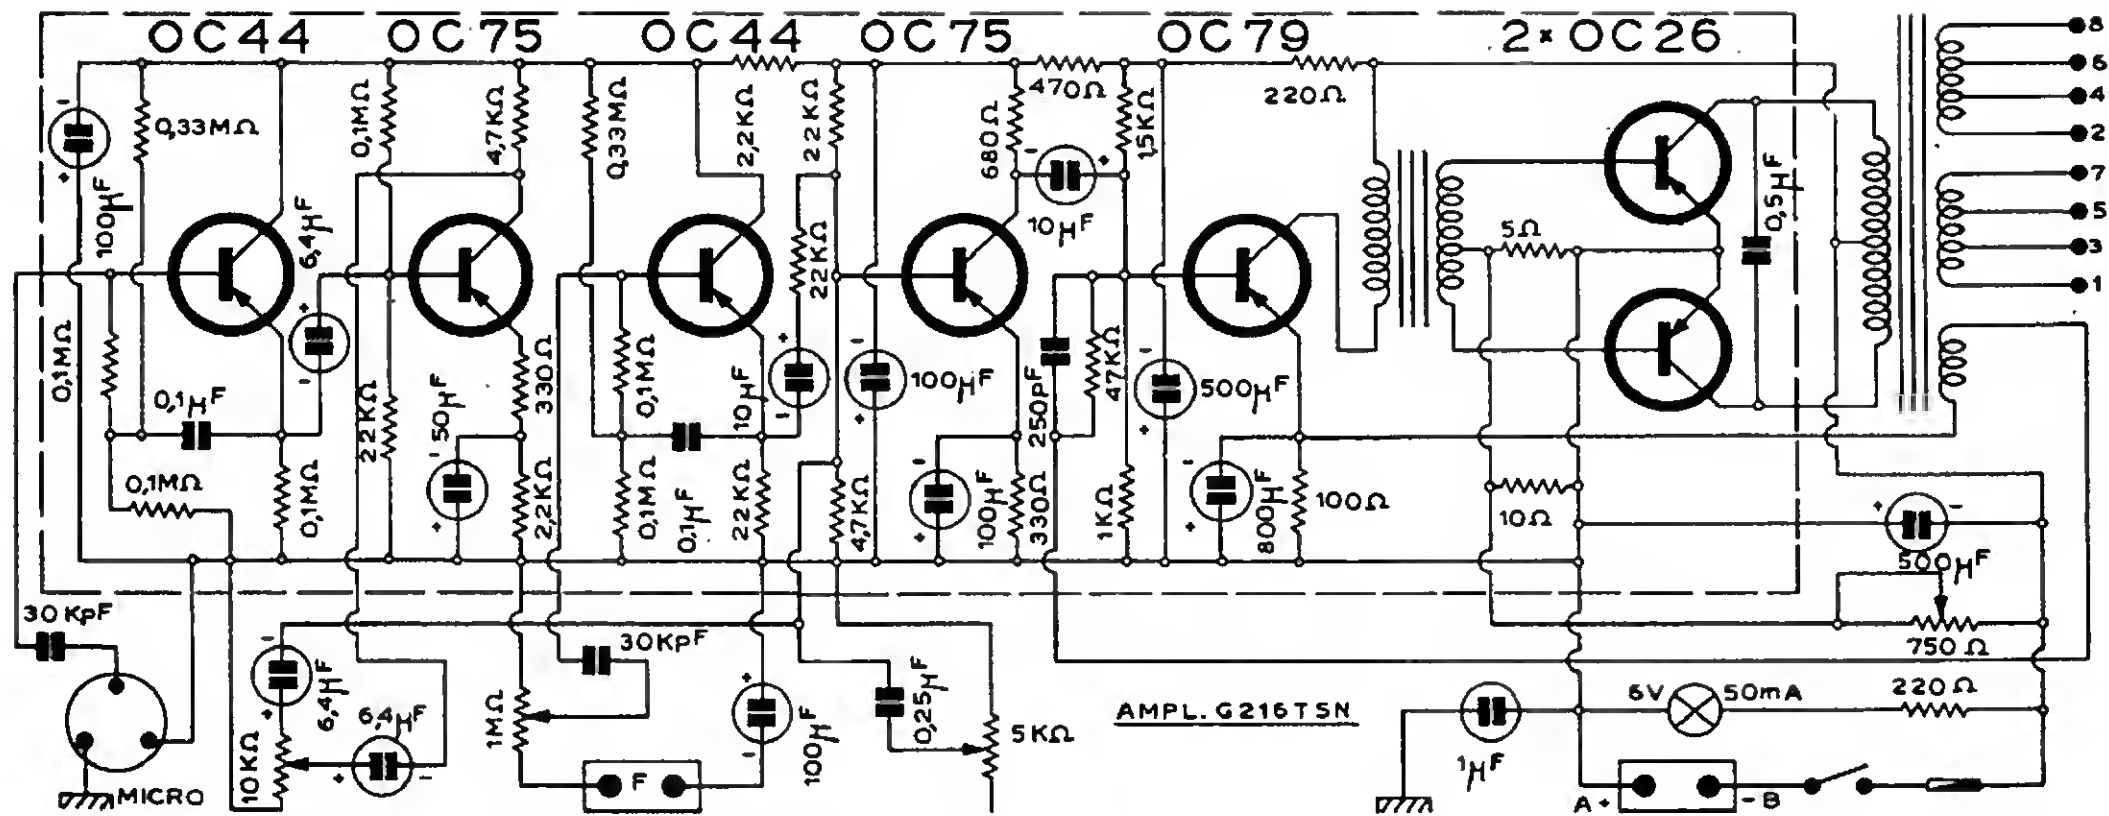 OC44 OC75 OC44 OC75 OC79 2×OC26
8
6
4
2
7
5
3
1
0,33MΩ
0,1MΩ
4,7KΩ
0,33MΩ
2,2KΩ
22KΩ
680Ω
470Ω
15KΩ
220Ω
100µF
6,4µF
22KΩ
10µF
5Ω
0,5µF
0,1MΩ
0,1µF
0,1MΩ
0,1MΩ
22KΩ
50µF
330Ω
2,2KΩ
0,1MΩ
0,1MΩ
0,1µF
10µF
22KΩ
100µF
4,7KΩ
100µF
330Ω
250PF
47KΩ
1KΩ
500µF
800µF
100Ω
10Ω
500µF
750Ω
30KpF
MICRO
10KΩ
6,4µF
6,4µF
30KPF
1MΩ
F
100µF
0,25µF
5KΩ
AMPL. G216TSN
1µF
6V 50mA
220Ω
A+ -B